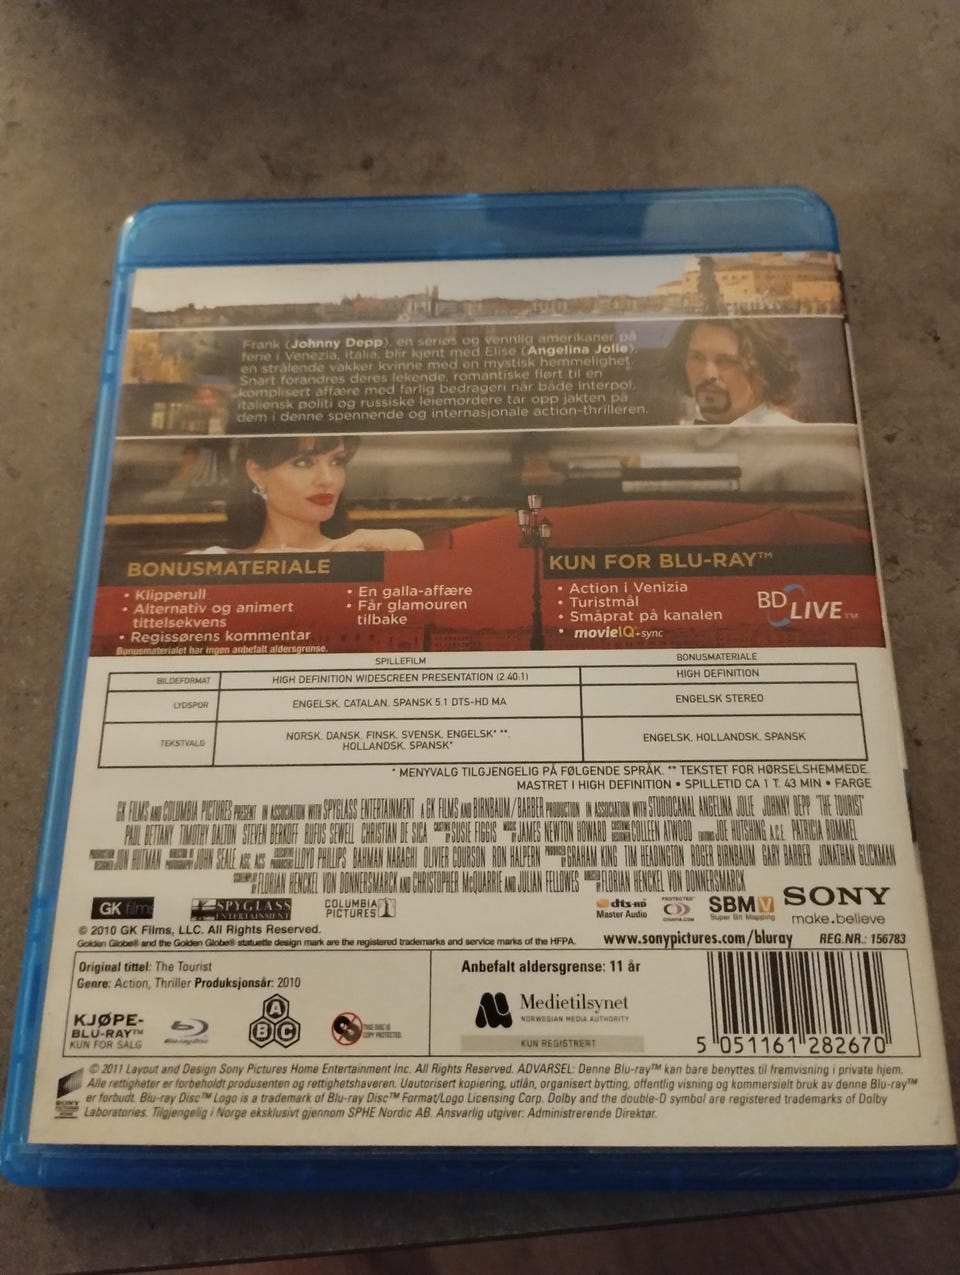 Frank (Johnny Depp), en seriøs og vennlig amerikaner på
ferie i Venezia, Italia, blir kjent med Elise (Angelina Jolie),
en strålende vakker kvinne med en mystisk hemmelighet.
Snart forandres deres lekende, romantiske flørt til en
komplisert affære med farlig bedrageri når både Interpol,
italiensk politi og russiske leiemordere tar opp jakten på
dem i denne spennende og internasjonale action-thrilleren.
BONUSMATERIALE
• Klipperull
• Alternativ og animert
tittelsekvens
• Regissørens kommentar
• En galla-affære
• Får glamouren
tilbake
Bonusmaterialet har ingen anbefalt aldersgrense.
KUN FOR BLU-RAY™
• Action i Venizia
• Turistmål
• Småprat på kanalen
• movieIQ+sync
BD LIVE™
SPILLEFILM BONUSMATERIALE
BILDEFORMAT HIGH DEFINITION WIDESCREEN PRESENTATION (2.40:1) HIGH DEFINITION
LYDSPOR ENGELSK, CATALAN, SPANSK 5.1 DTS-HD MA ENGELSK STEREO
TEKSTVALG NORSK, DANSK, FINSK, SVENSK, ENGELSK* **,
HOLLANDSK, SPANSK* ENGELSK, HOLLANDSK, SPANSK
* MENYVALG TILGJENGELIG PÅ FØLGENDE SPRÅK. ** TEKSTET FOR HØRSELSHEMMEDE.
MASTRET I HIGH DEFINITION • SPILLETID CA 1 T. 43 MIN • FARGE
GK FILMS AND COLUMBIA PICTURES PRESENT IN ASSOCIATION WITH SPYGLASS ENTERTAINMENT A GK FILMS AND BIRNBAUM/BARBER PRODUCTION IN ASSOCIATION WITH STUDIOCANAL ANGELINA JOLIE JOHNNY DEPP "THE TOURIST"
PAUL BETTANY TIMOTHY DALTON STEVEN BERKOFF RUFUS SEWELL CHRISTIAN DE SICA CASTING BY SUSIE FIGGIS MUSIC BY JAMES NEWTON HOWARD COSTUME DESIGNER COLLEEN ATWOOD EDITORS JOE HUTSHING, A.C.E. PATRICIA ROMMEL
PRODUCTION DESIGNER JON HUTMAN DIRECTOR OF PHOTOGRAPHY JOHN SEALE ASC, ACS EXECUTIVE PRODUCERS LLOYD PHILLIPS BAHMAN NARAGHI OLIVIER COURSON RON HALPERN PRODUCED BY GRAHAM KING TIM HEADINGTON ROGER BIRNBAUM GARY BARBER JONATHAN GLICKMAN
SCREENPLAY BY FLORIAN HENCKEL VON DONNERSMARCK AND CHRISTOPHER McQUARRIE AND JULIAN FELLOWES DIRECTED BY FLORIAN HENCKEL VON DONNERSMARCK
GK films SPYGLASS ENTERTAINMENT COLUMBIA PICTURES dts-HD Master Audio PROTECTED CINAVIA.COM SBMV Super Bit Mapping SONY make.believe
© 2010 GK Films, LLC. All Rights Reserved.
Golden Globe® and the Golden Globe® statuette design mark are the registered trademarks and service marks of the HFPA.
www.sonypictures.com/bluray REG.NR.: 156783
Original tittel: The Tourist
Genre: Action, Thriller Produksjonsår: 2010
KJØPE-
BLU-RAY™
KUN FOR SALG
Blu-ray Disc
A
B C
THIS DISC IS
COPY PROTECTED.
Anbefalt aldersgrense: 11 år
Medietilsynet
NORWEGIAN MEDIA AUTHORITY
KUN REGISTRERT
5 051161 282670
© 2011 Layout and Design Sony Pictures Home Entertainment Inc. All Rights Reserved. ADVARSEL: Denne Blu-ray™ kan bare benyttes til fremvisning i private hjem.
Alle rettigheter er forbeholdt produsenten og rettighetshaveren. Uautorisert kopiering, utlån, organisert bytting, offentlig visning og kommersielt bruk av denne Blu-ray™
er forbudt. Blu-ray Disc™ Logo is a trademark of Blu-ray Disc™ Format/Logo Licensing Corp. Dolby and the double-D symbol are registered trademarks of Dolby
Laboratories. Tilgjengelig i Norge eksklusivt gjennom SPHE Nordic AB. Ansvarlig utgiver: Administrerende Direktør.
SONY